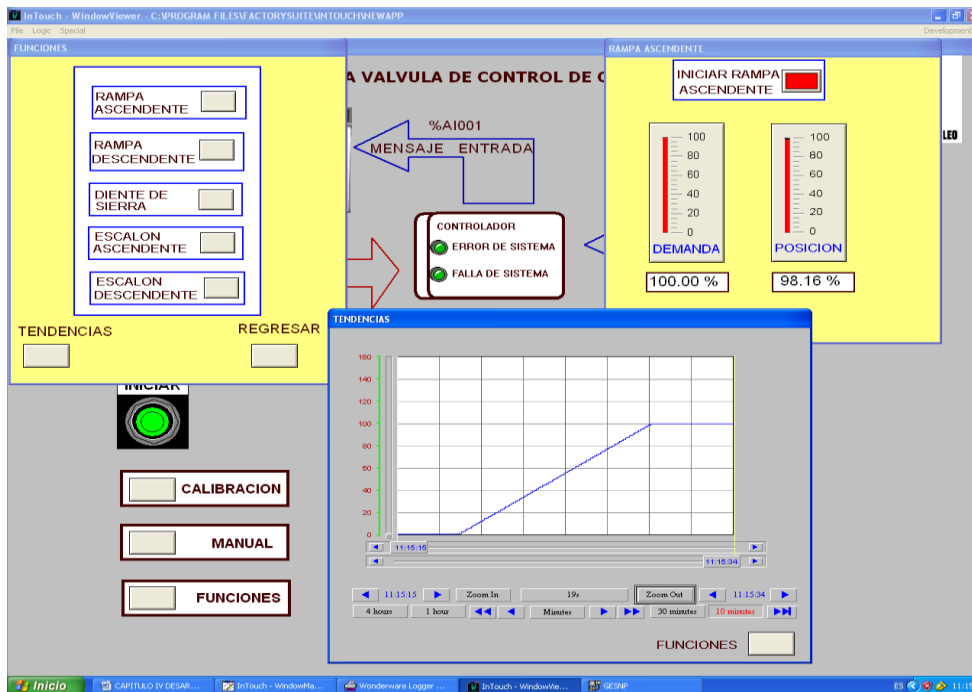 InTouch - WindowViewer - C:\PROGRAM FILES\FACTORYSUITE\INTOUCH\NEWAPP
File Logic Special
Development
FUNCIONES
RAMPA ASCENDENTE
RAMPA DESCENDENTE
DIENTE DE SIERRA
ESCALON ASCENDENTE
ESCALON DESCENDENTE
TENDENCIAS
REGRESAR
A VALVULA DE CONTROL DE
%AI001
MENSAJE ENTRADA
CONTROLADOR
ERROR DE SISTEMA
FALLA DE SISTEMA
RAMPA ASCENDENTE
INICIAR RAMPA ASCENDENTE
100
80
60
40
20
0
DEMANDA
100.00 %
100
80
60
40
20
0
POSICION
98.16 %
LEO
INICIAR
CALIBRACION
MANUAL
FUNCIONES
TENDENCIAS
160
140
120
100
80
60
40
20
0
11:15:15
11:15:34
11:15:15
Zoom In
19s
Zoom Out
11:15:34
4 hours
1 hour
Minutes
30 minutes
10 minutes
FUNCIONES
Inicio
CAPITULO IV DESAR...
InTouch - WindowMa...
Wonderware Logger ...
InTouch - WindowVie...
GESNP
ES
11:15